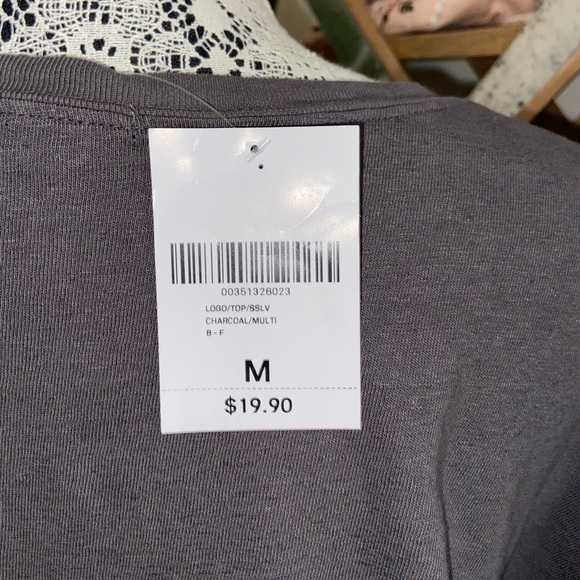 00351326023
LOGO/TOP/SSLV
CHARCOAL/MULTI
B - F
M
$19.90